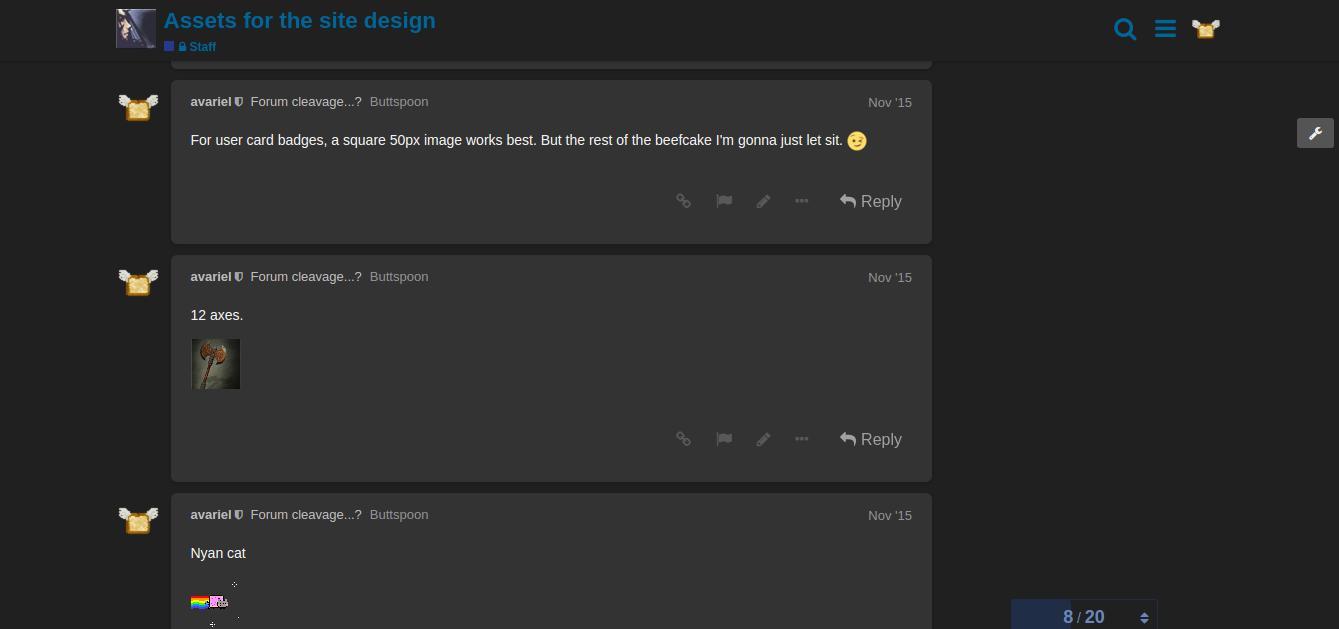 Assets for the site design
Staff
avariel Forum cleavage...? Buttspoon Nov '15
For user card badges, a square 50px image works best. But the rest of the beefcake I'm gonna just let sit.
Reply
avariel Forum cleavage...? Buttspoon Nov '15
12 axes.
Reply
avariel Forum cleavage...? Buttspoon Nov '15
Nyan cat
8 / 20